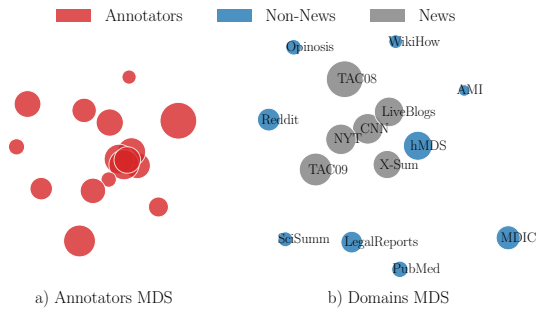 Annotators Non-News News
Opinosis WikiHow
TAC08
AMI
LiveBlogs
Reddit
CNN
NYT
hMDS
X-Sum
TAC09
SciSumm
LegalReports
MDIC
PubMed
a) Annotators MDS b) Domains MDS